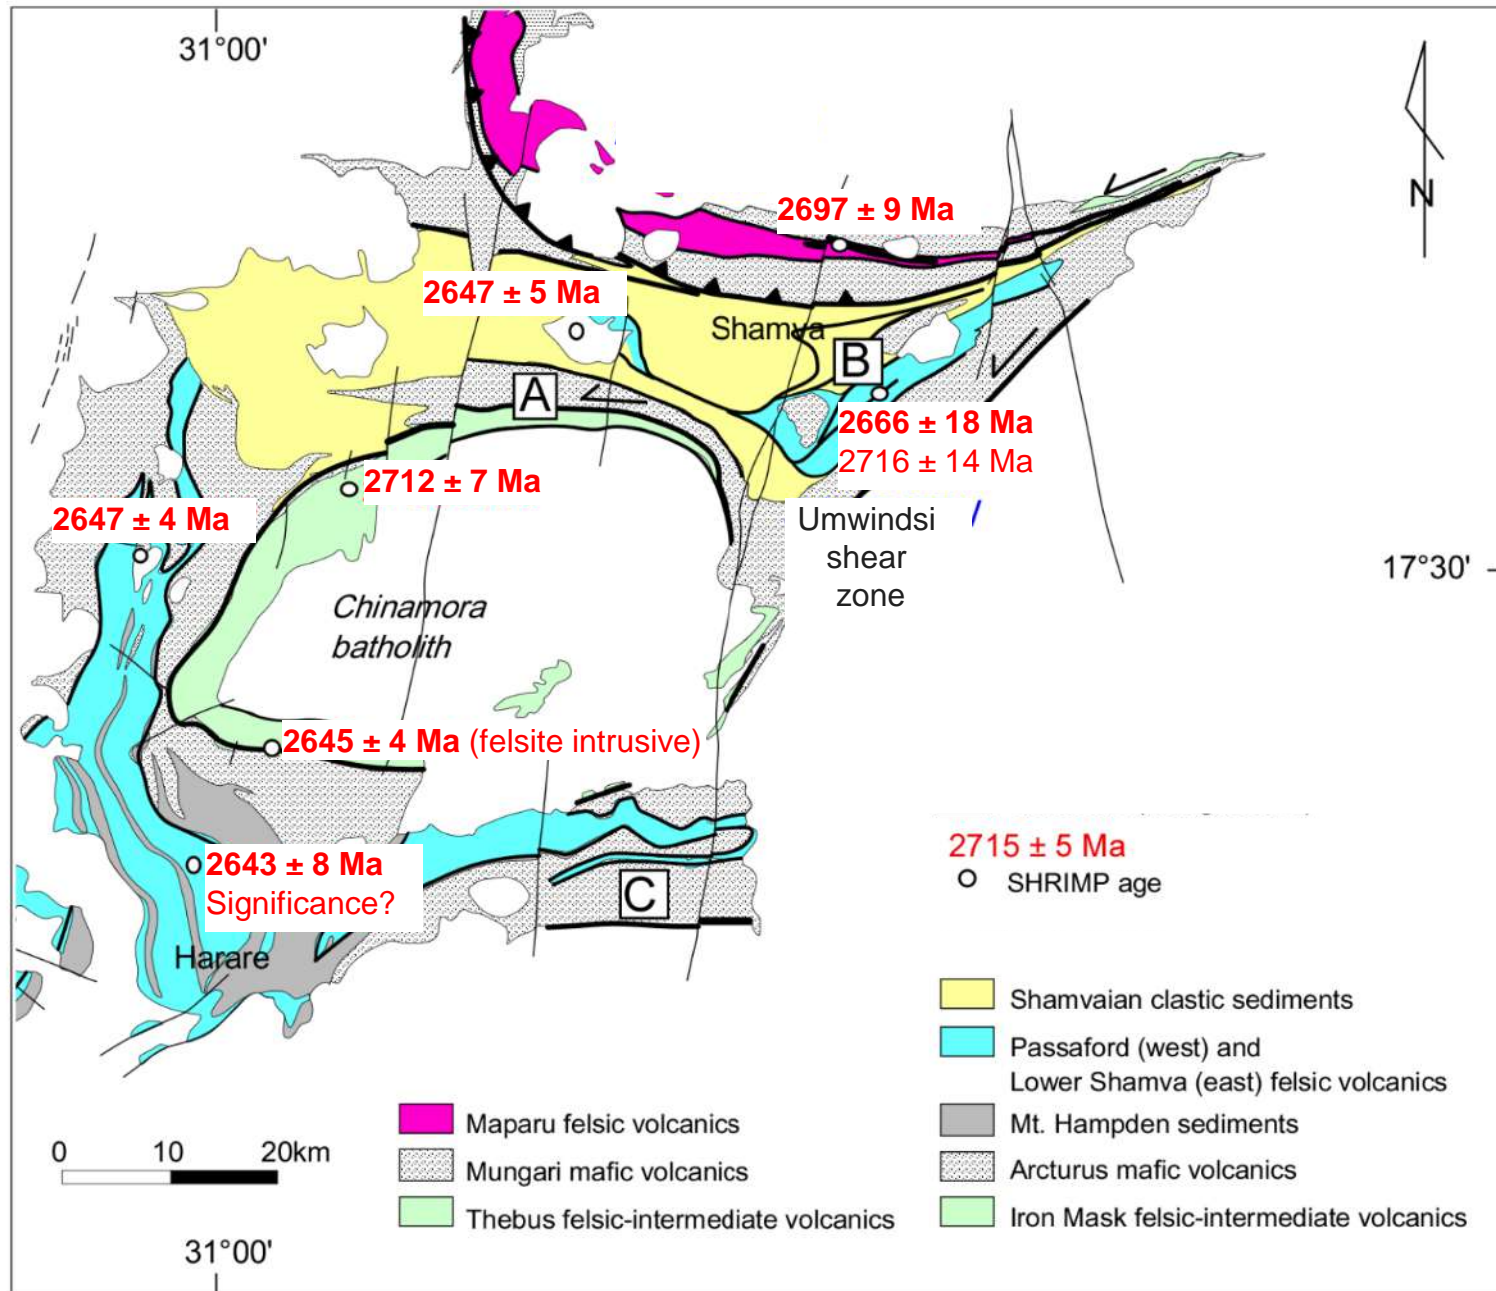 31°00'
N
2697 ± 9 Ma
2647 ± 5 Ma
Shamva
B
A
2666 ± 18 Ma
2716 ± 14 Ma
2712 ± 7 Ma
2647 ± 4 Ma
Umwindsi
shear
zone
17°30'
Chinamora
batholith
2645 ± 4 Ma (felsite intrusive)
2643 ± 8 Ma
Significance?
C
Harare
2715 ± 5 Ma
SHRIMP age
Shamvaian clastic sediments
Passaford (west) and
Lower Shamva (east) felsic volcanics
Mt. Hampden sediments
Arcturus mafic volcanics
Iron Mask felsic-intermediate volcanics
Maparu felsic volcanics
Mungari mafic volcanics
Thebus felsic-intermediate volcanics
0 10 20km
31°00'